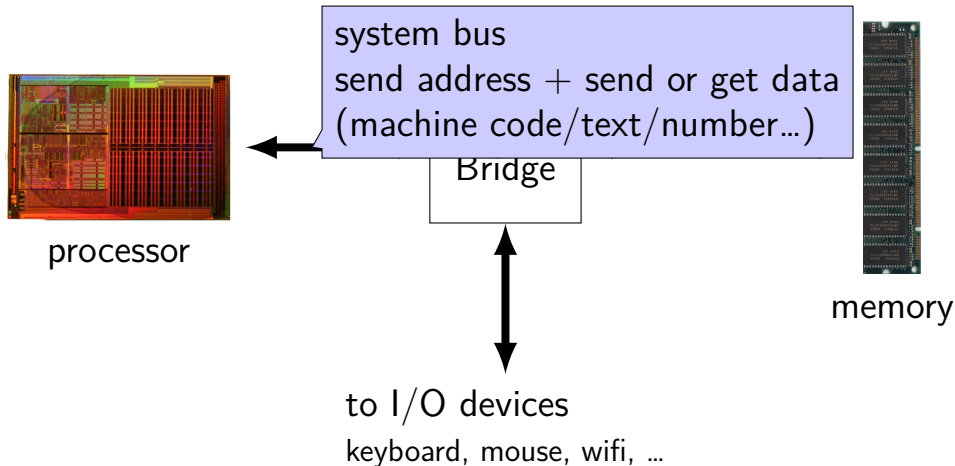 system bus
send address + send or get data
(machine code/text/number…)
Bridge
processor
memory
to I/O devices
keyboard, mouse, wifi, …